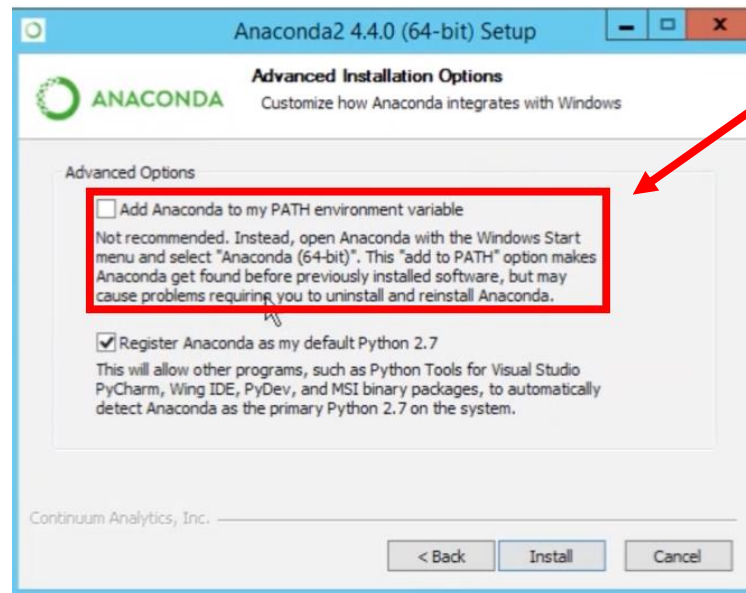 Anaconda2 4.4.0 (64-bit) Setup
ANACONDA
Advanced Installation Options
Customize how Anaconda integrates with Windows
Advanced Options
Add Anaconda to my PATH environment variable
Not recommended. Instead, open Anaconda with the Windows Start
menu and select "Anaconda (64-bit)". This "add to PATH" option makes
Anaconda get found before previously installed software, but may
cause problems requiring you to uninstall and reinstall Anaconda.
Register Anaconda as my default Python 2.7
This will allow other programs, such as Python Tools for Visual Studio
PyCharm, Wing IDE, PyDev, and MSI binary packages, to automatically
detect Anaconda as the primary Python 2.7 on the system.
Continuum Analytics, Inc.
< Back Install Cancel